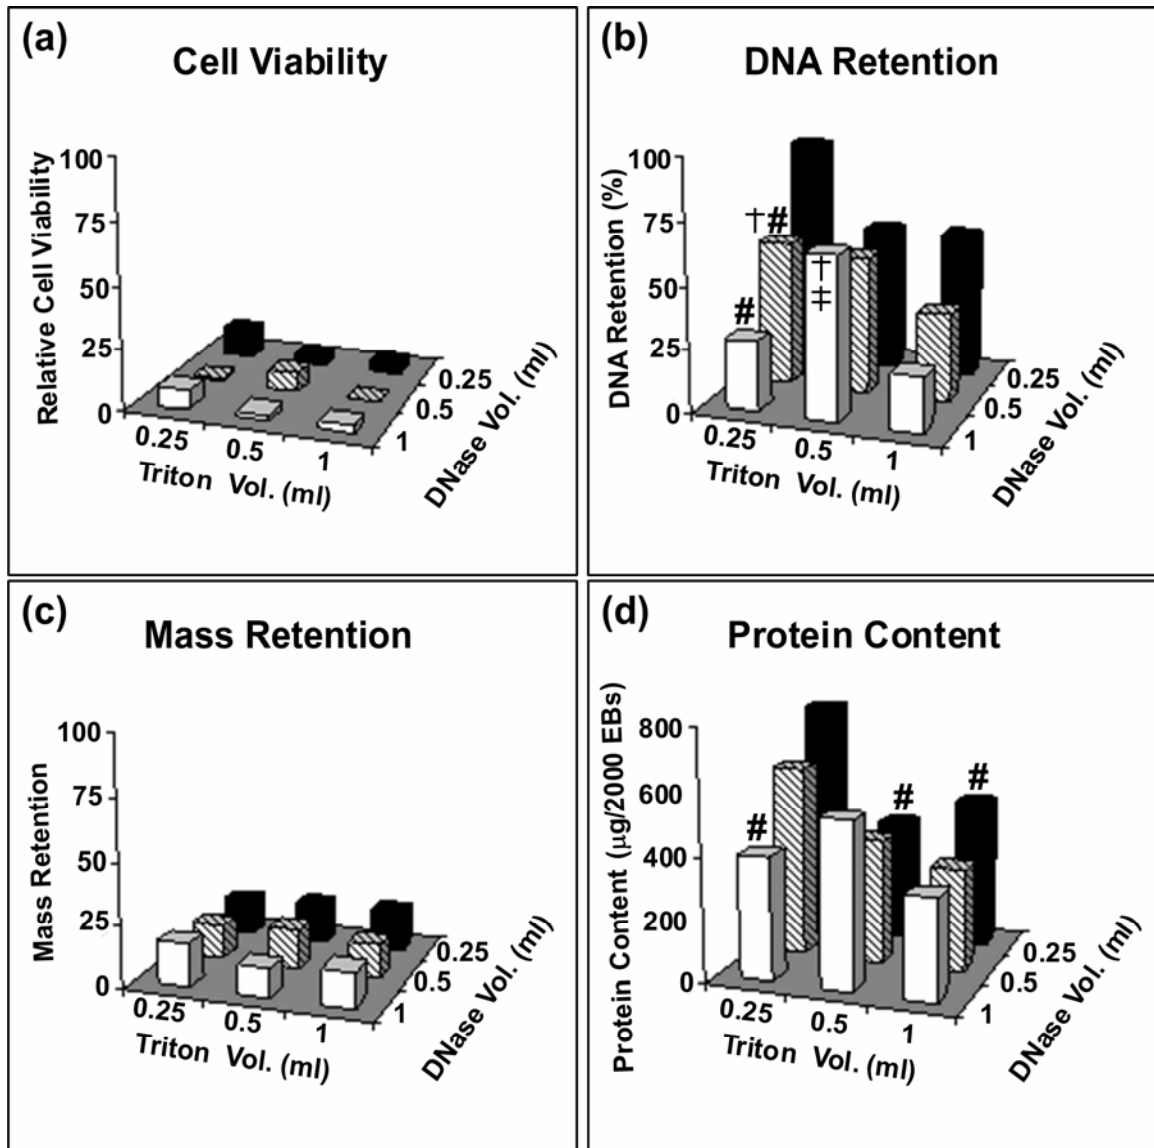 (a)
Cell Viability
Relative Cell Viability
100
75
50
25
0
0.25
0.5
1
Triton Vol. (ml)
0.25
0.5
1
DNase Vol. (ml)
(b)
DNA Retention
DNA Retention (%)
100
75
50
25
0
†#
#
†
‡
0.25
0.5
1
Triton Vol. (ml)
0.25
0.5
1
DNase Vol. (ml)
(c)
Mass Retention
Mass Retention
100
75
50
25
0
0.25
0.5
1
Triton Vol. (ml)
0.25
0.5
1
DNase Vol. (ml)
(d)
Protein Content
Protein Content (µg/2000 EBs)
800
600
400
200
0
#
#
#
0.25
0.5
1
Triton Vol. (ml)
0.25
0.5
1
DNase Vol. (ml)